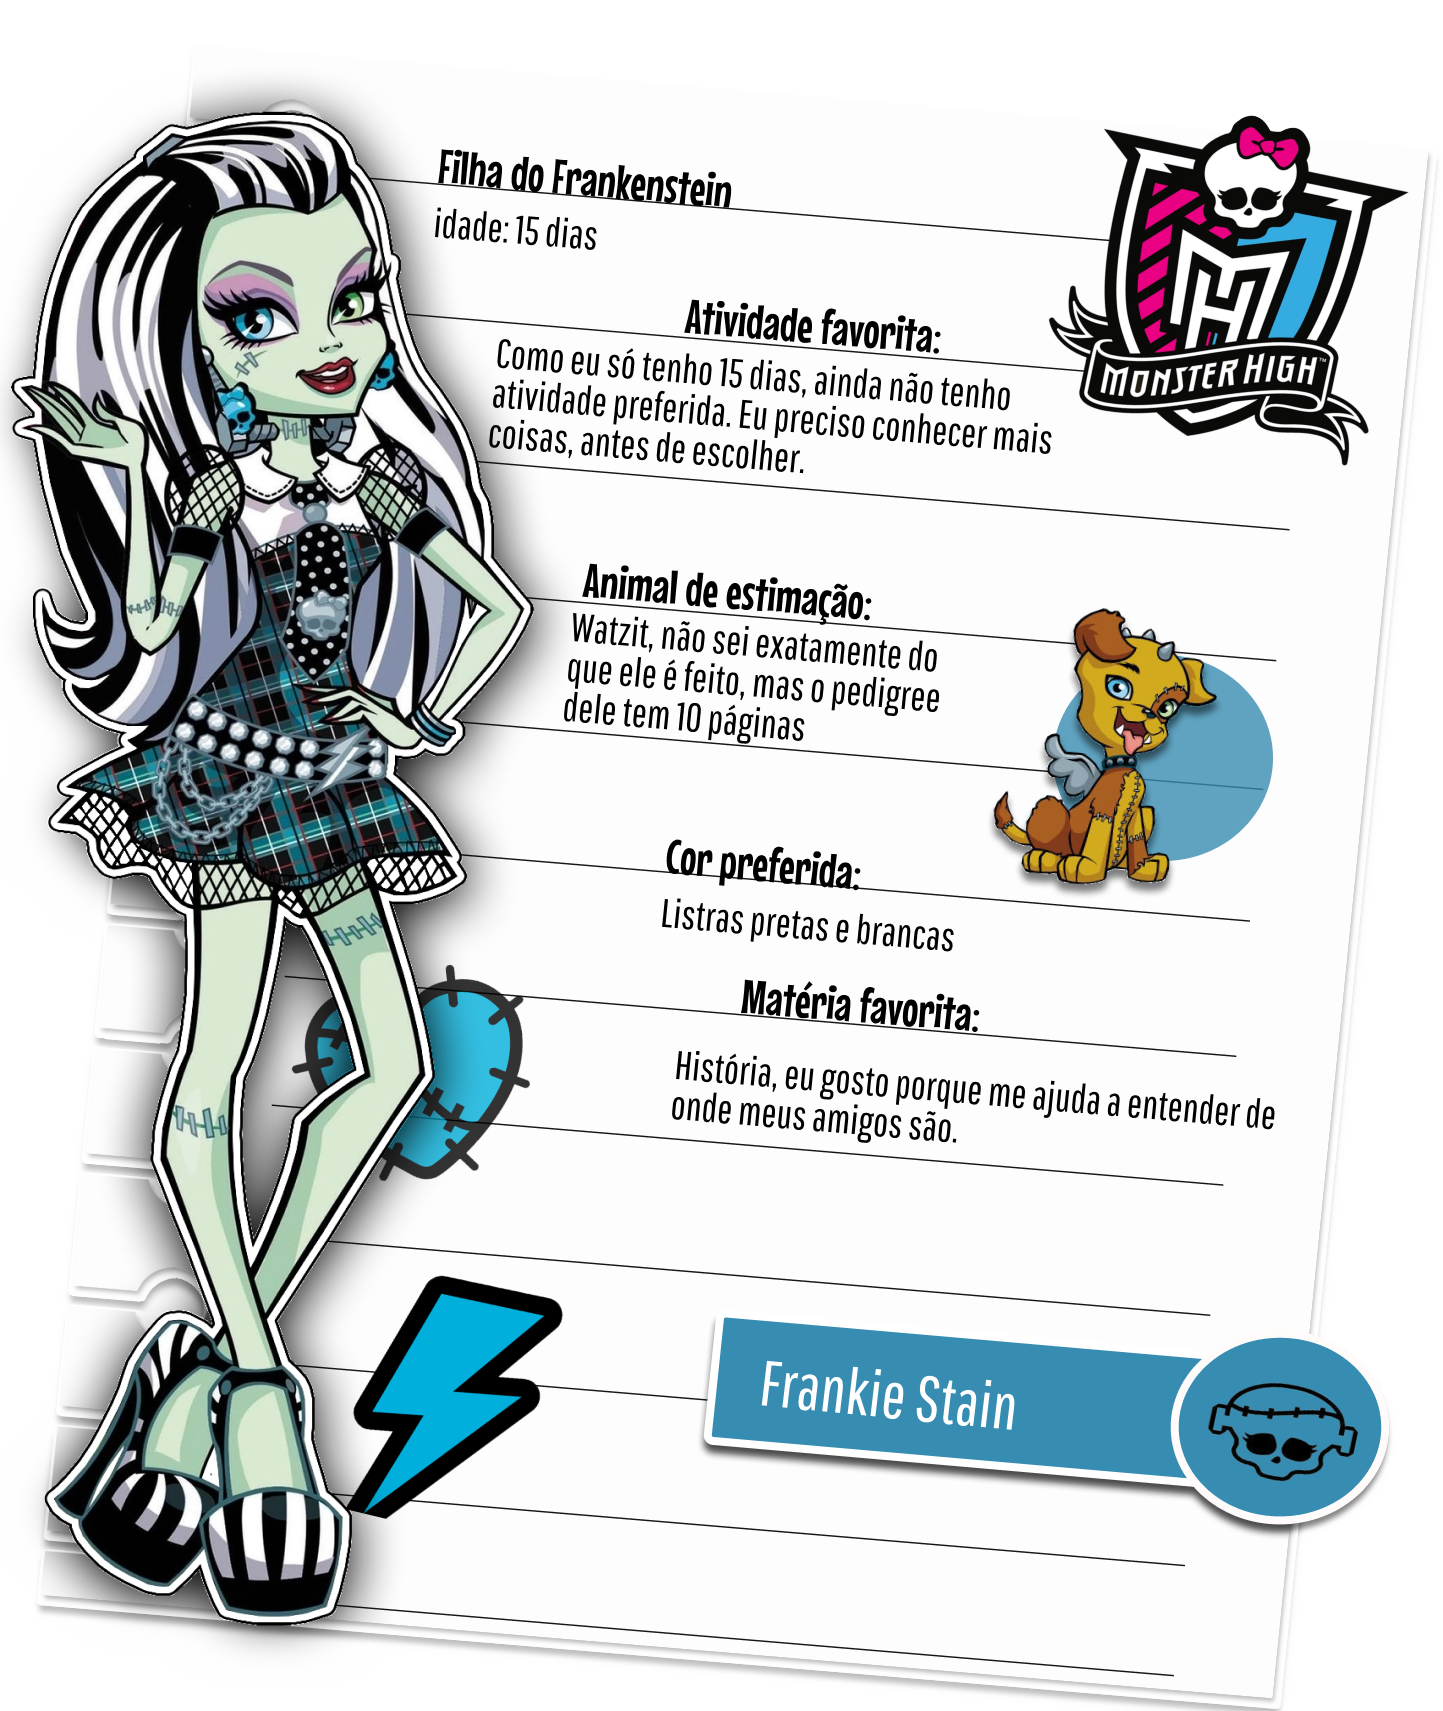 Filha do Frankenstein
idade: 15 dias
MONSTER HIGH™
Atividade favorita:
Como eu só tenho 15 dias, ainda não tenho
atividade preferida. Eu preciso conhecer mais
coisas, antes de escolher.
Animal de estimação:
Watzit, não sei exatamente do
que ele é feito, mas o pedigree
dele tem 10 páginas
Cor preferida:
Listras pretas e brancas
Matéria favorita:
História, eu gosto porque me ajuda a entender de
onde meus amigos são.
Frankie Stain